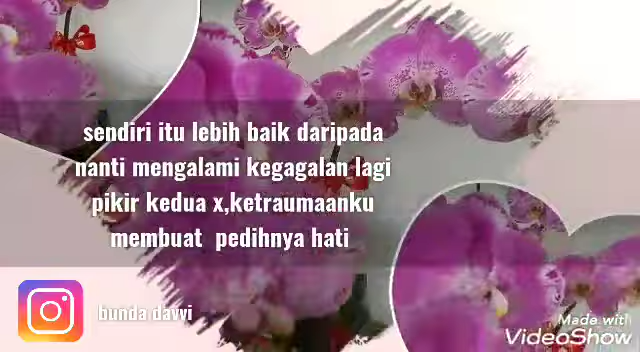 sendiri itu lebih baik daripada
nanti mengalami kegagalan lagi
pikir kedua x,ketraumaanku
membuat pedihnya hati
bunda davvi
Made with
VideoShow